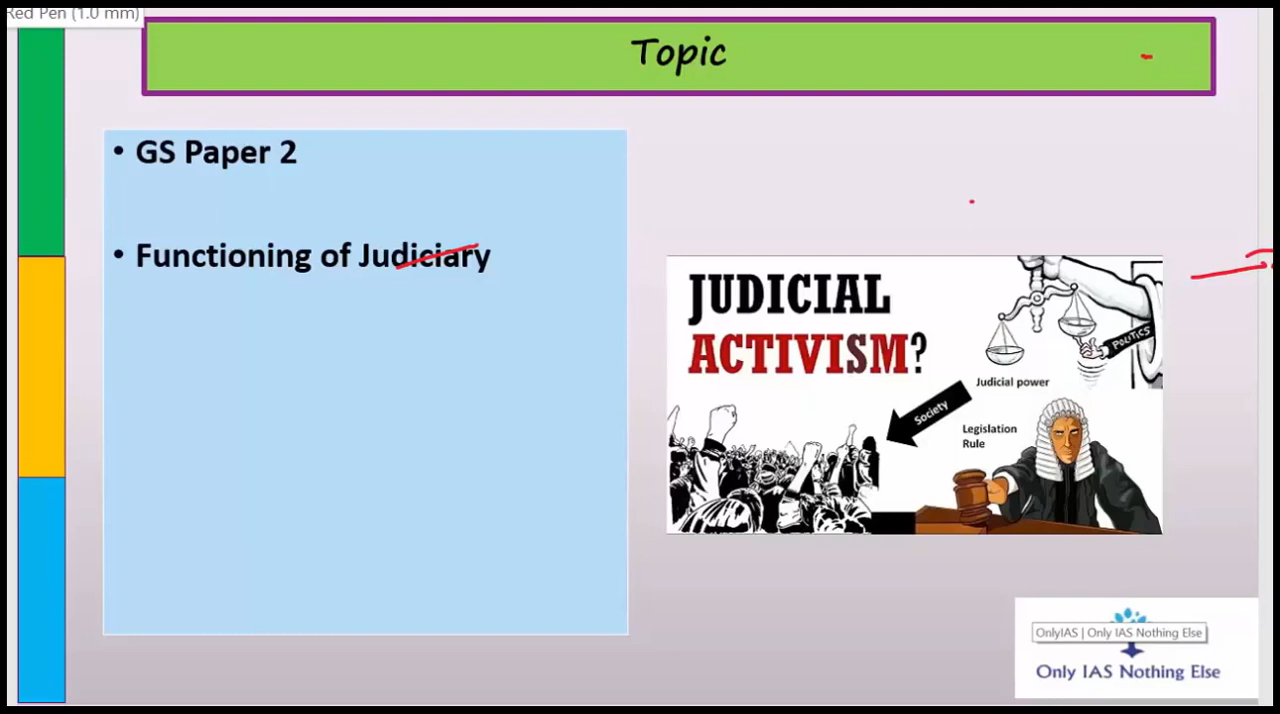 Red Pen (1.0 mm)
Topic
• GS Paper 2
• Functioning of Judiciary
JUDICIAL
ACTIVISM?
POLITICS
Judicial power
Society
Legislation
Rule
OnlyIAS | Only IAS Nothing Else
Only IAS Nothing Else